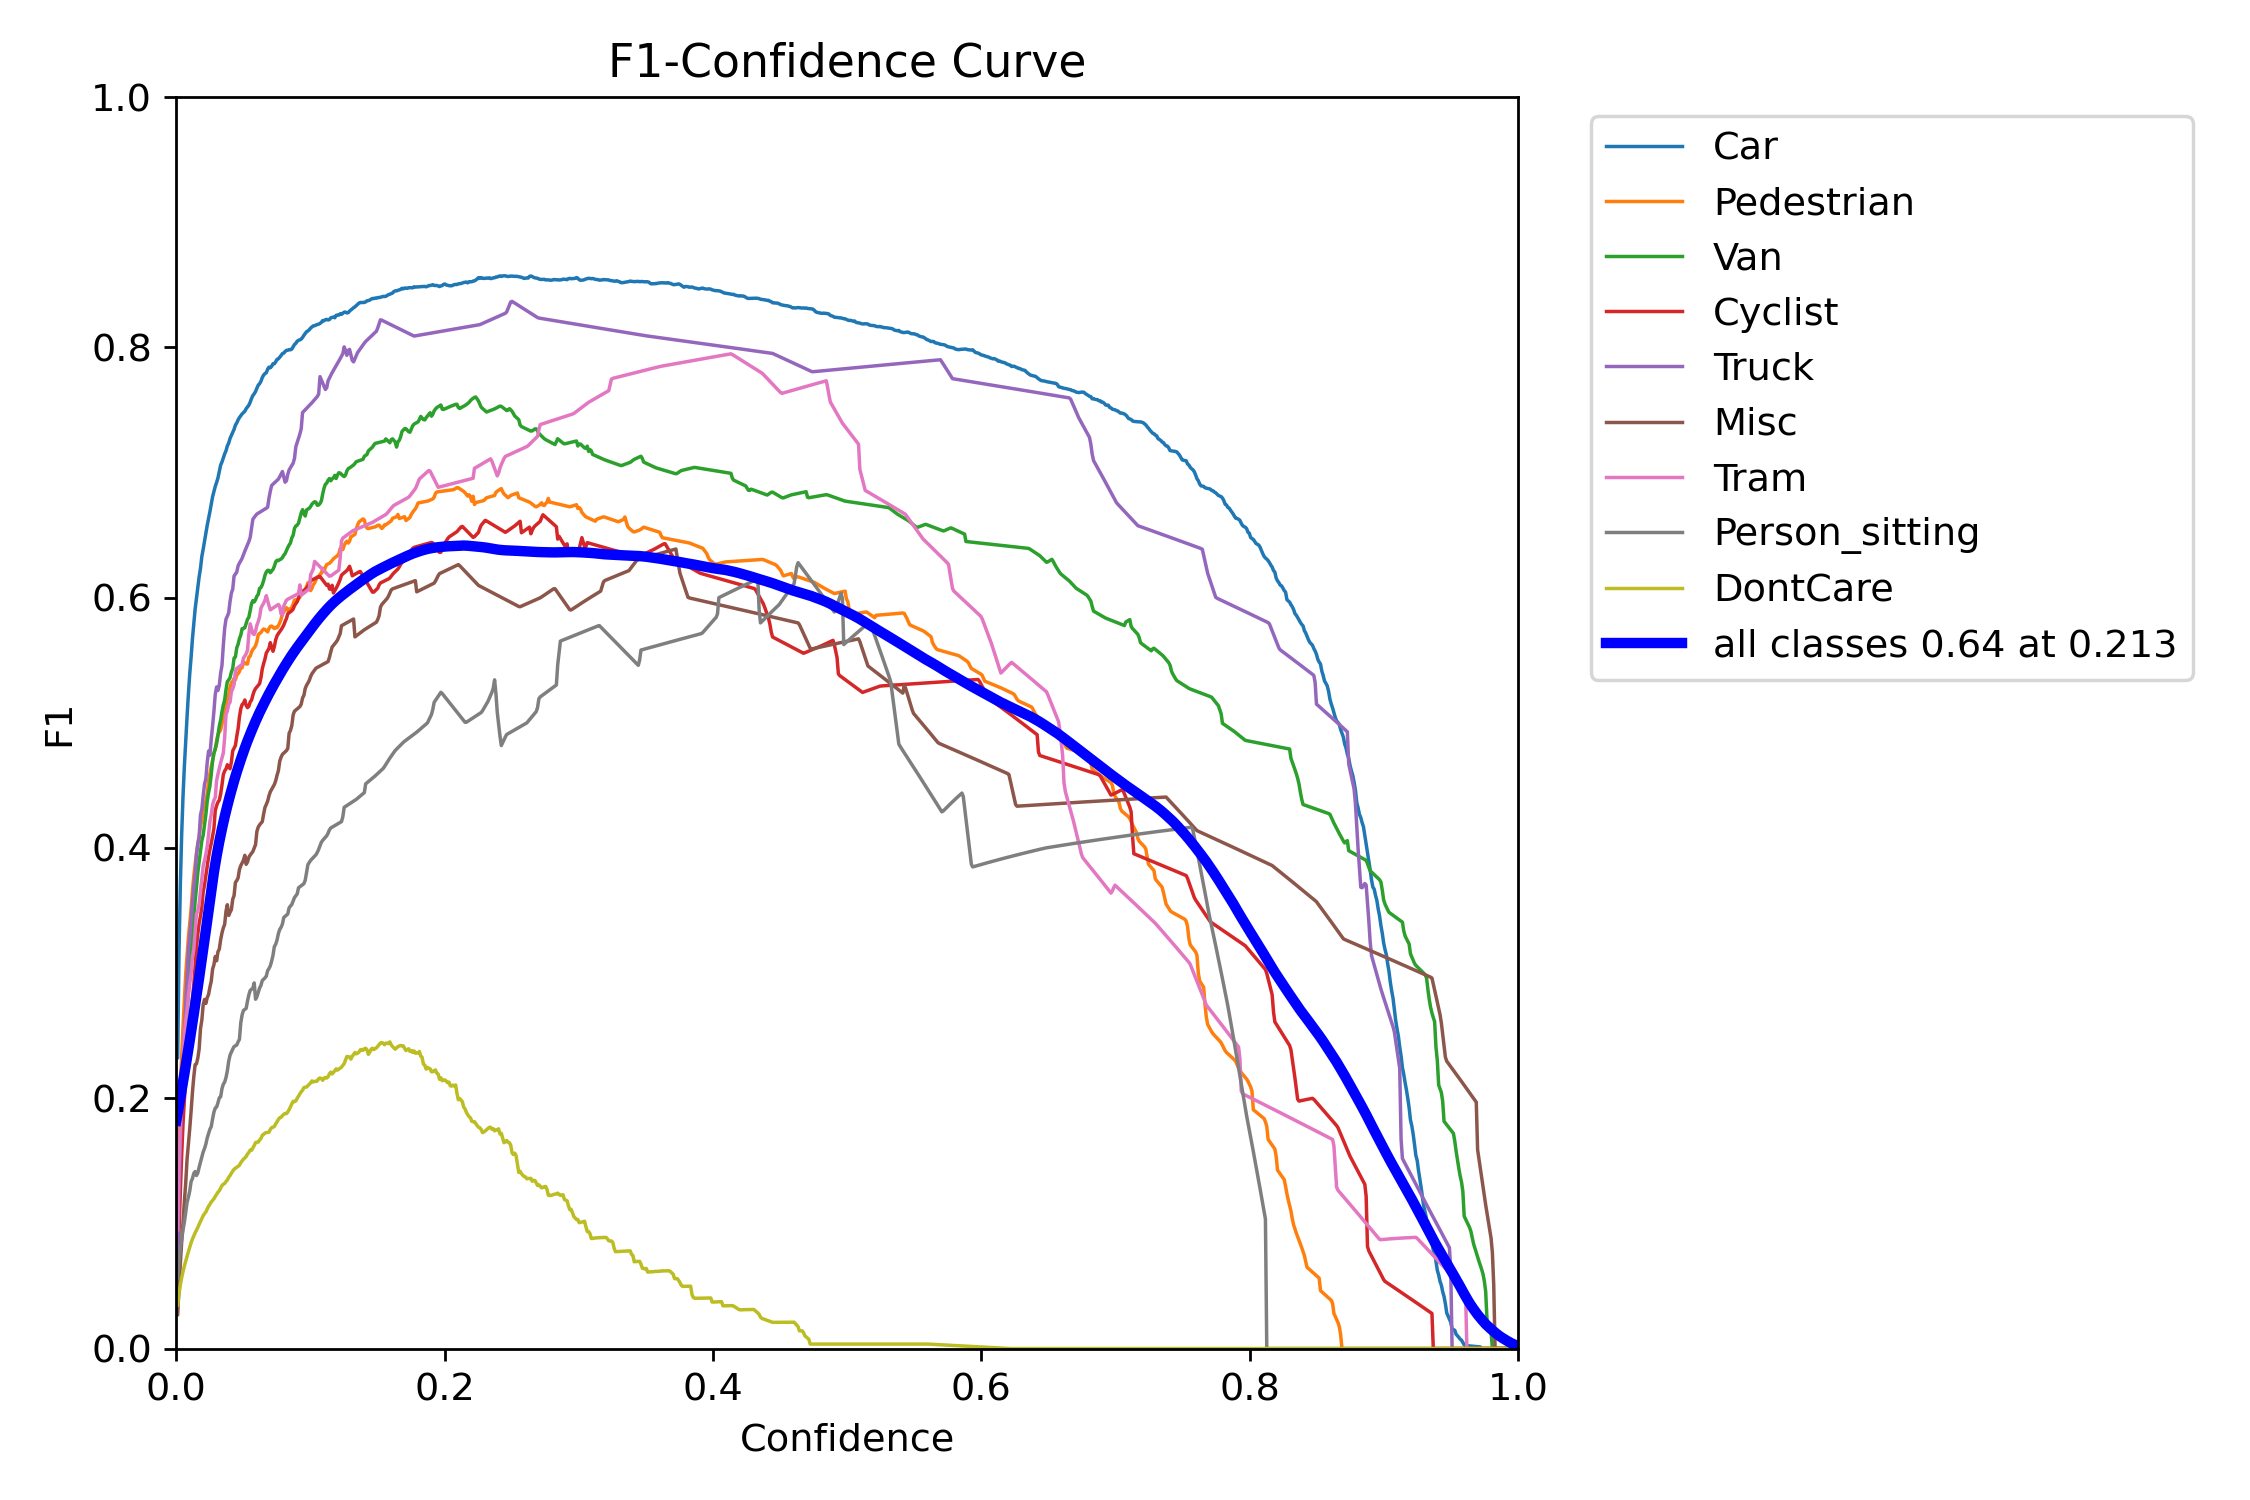 F1-Confidence Curve
1.0
0.8
0.6
0.4
0.2
0.0
F1
0.0 0.2 0.4 0.6 0.8 1.0
Confidence
Car
Pedestrian
Van
Cyclist
Truck
Misc
Tram
Person_sitting
DontCare
all classes 0.64 at 0.213